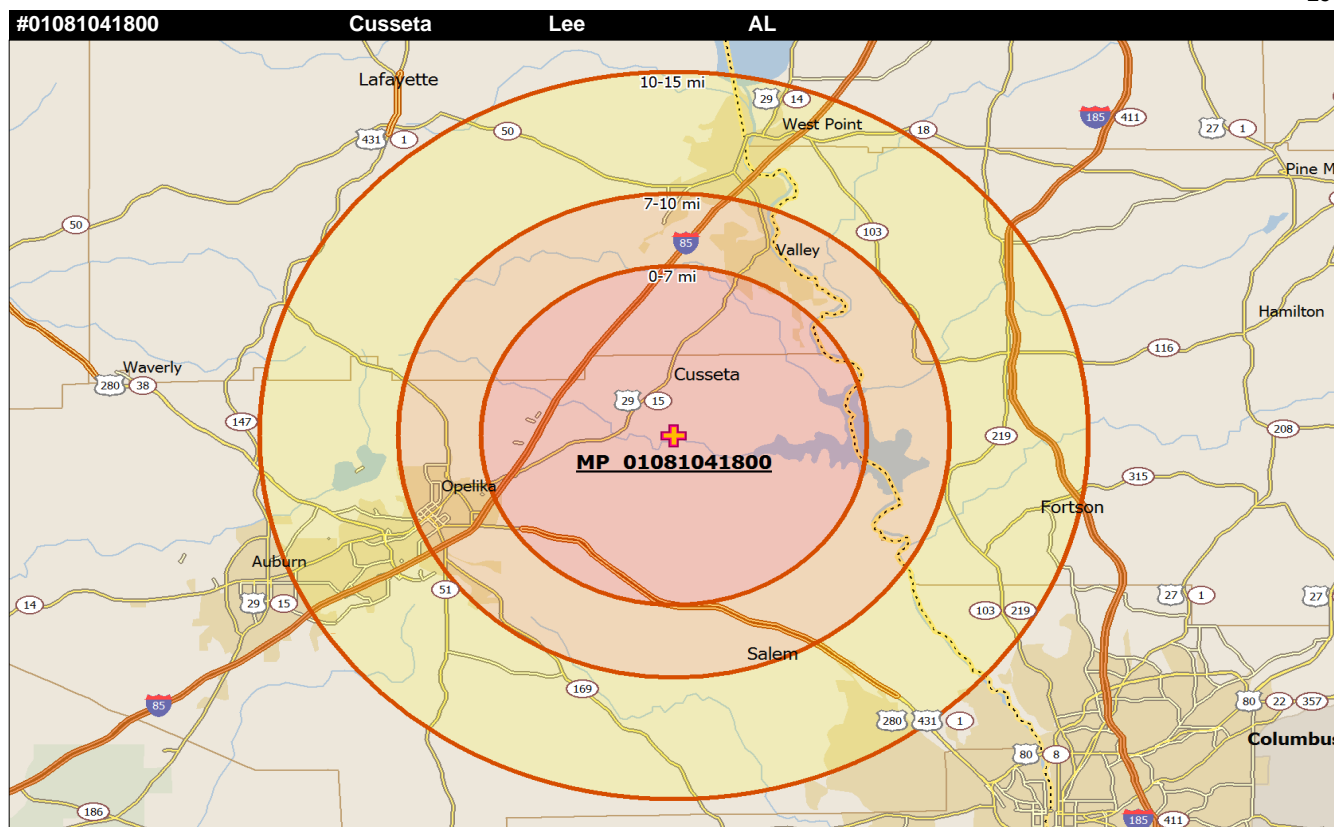 #01081041800 Cusseta Lee AL
Lafayette
10-15 mi
29 14
West Point
185 411
27 1
431 1
50
18
Pine M
7-10 mi
50
103
85
Valley
0-7 mi
Hamilton
116
Waverly
280 38
Cusseta
29 15
147
219
208
MP 01081041800
315
Opelika
Fortson
Auburn
51
14
29 15
27 1
27
103 219
Salem
169
85
280 431 1
80 22 357
Columbus
80 8
186
185 411